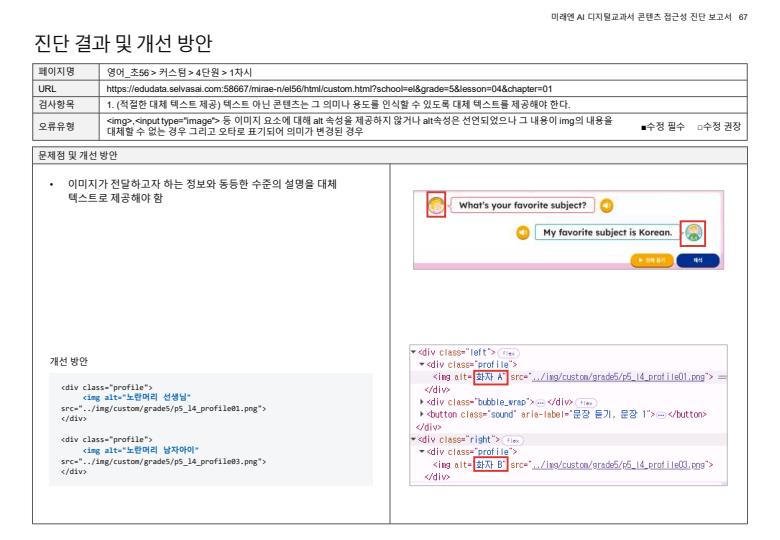 미래엔 AI 디지털교과서 콘텐츠 접근성 진단 보고서 67
진단 결과 및 개선 방안
페이지명 영어_초56 > 커스텀 > 4단원 > 1차시
URL https://edudata.selvasai.com:58667/mirae-n/el56/html/custom.html?school=el&grade=5&lesson=04&chapter=01
검사항목 1. (적절한 대체 텍스트 제공) 텍스트 아닌 콘텐츠는 그 의미나 용도를 인식할 수 있도록 대체 텍스트를 제공해야 한다.
오류유형 <img>,<input type="image"> 등 이미지 요소에 대해 alt 속성을 제공하지 않거나 alt속성은 선언되었으나 그 내용이 img의 내용을
대체할 수 없는 경우 그리고 오타로 표기되어 의미가 변경된 경우
■수정 필수 □수정 권장
문제점 및 개선 방안
• 이미지가 전달하고자 하는 정보와 동등한 수준의 설명을 대체
텍스트로 제공해야 함
What's your favorite subject?
My favorite subject is Korean.
▶ 전체 듣기 해석
개선 방안
<div class="profile">
<img alt="노란머리 선생님"
src="../img/custom/grade5/p5_l4_profile01.png">
</div>
<div class="profile">
<img alt="노란머리 남자아이"
src="../img/custom/grade5/p5_l4_profile03.png">
</div>
▼<div class="left"> flex
▼<div class="profile">
<img alt="화자 A" src="../img/custom/grade5/p5_l4_profile01.png"> ==
</div>
▶<div class="bubble_wrap"> ⋯ </div> flex
▶<button class="sound" aria-label="문장 듣기, 문장 1"> ⋯ </button>
</div>
▼<div class="right"> flex
▼<div class="profile">
<img alt="화자 B" src="../img/custom/grade5/p5_l4_profile03.png">
</div>